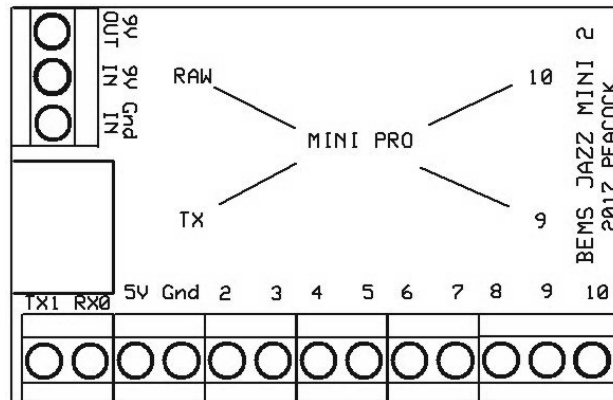 9V OUT
9V IN
Gnd IN
RAW
10
MINI PRO
TX
9
BEMS JAZZ MINI 2
2017 PEACOCK
TX1 RX0 5V Gnd 2 3 4 5 6 7 8 9 10